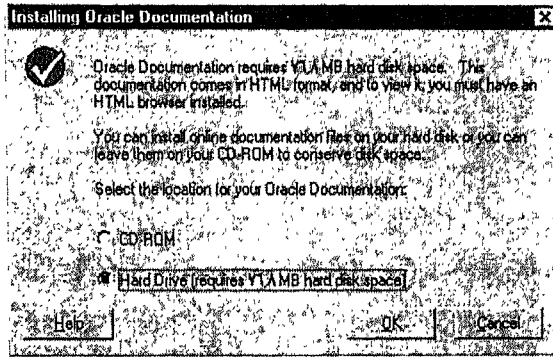 Installing Oracle Documentation
Oracle Documentation requires MB hard disk space. This
documentation comes in HTML format, and to view it, you must have an
HTML browser installed.
You can install online documentation files on your hard disk or you can
leave them on your CD-ROM to conserve disk space.
Select the location for your Oracle Documentation:
CD-ROM
Hard Drive (requires MB hard disk space)
Help
OK
Cancel